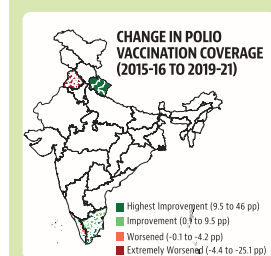 CHANGE IN POLIO
VACCINATION COVERAGE
(2015-16 TO 2019-21)
Highest Improvement (9.5 to 46 pp)
Improvement (0.1 to 9.5 pp)
Worsened (-0.1 to -4.2 pp)
Extremely Worsened (-4.4 to -25.1 pp)